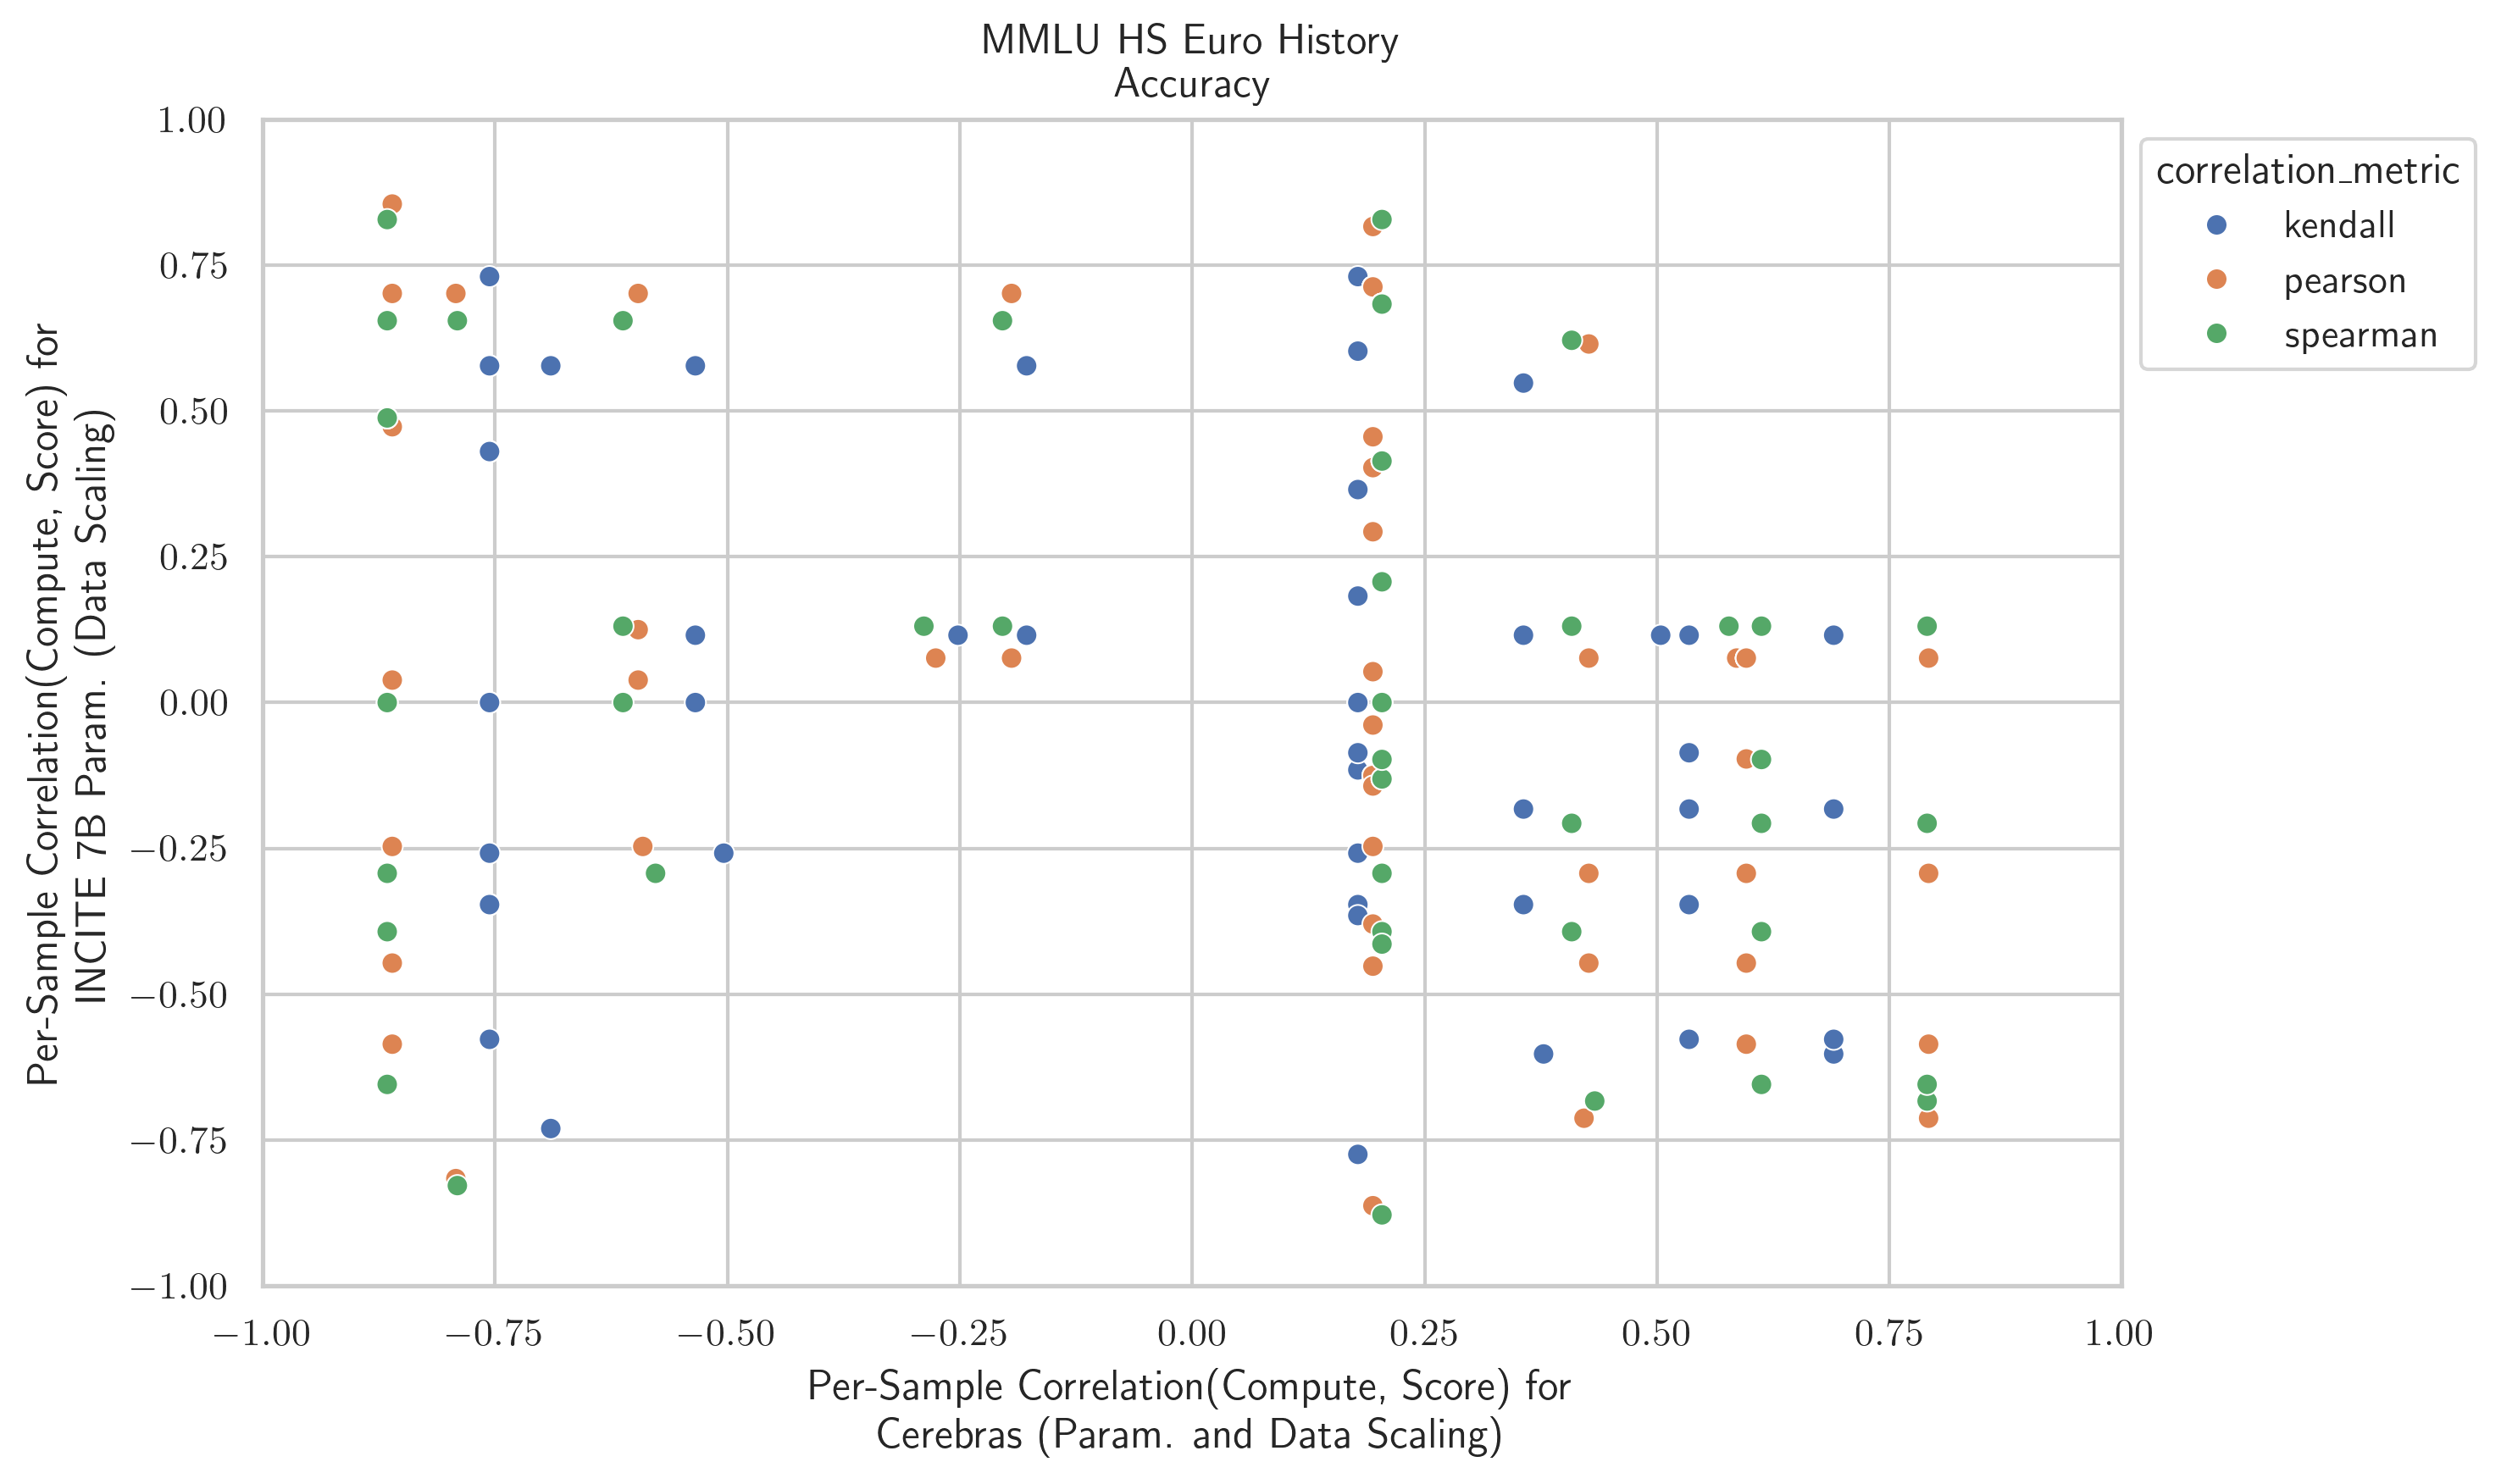 MMLU HS Euro History
Accuracy
1.00
0.75
0.50
0.25
0.00
−0.25
−0.50
−0.75
−1.00
Per-Sample Correlation(Compute, Score) for
INCITE 7B Param. (Data Scaling)
correlation_metric
kendall
pearson
spearman
−1.00
−0.75
−0.50
−0.25
0.00
0.25
0.50
0.75
1.00
Per-Sample Correlation(Compute, Score) for
Cerebras (Param. and Data Scaling)